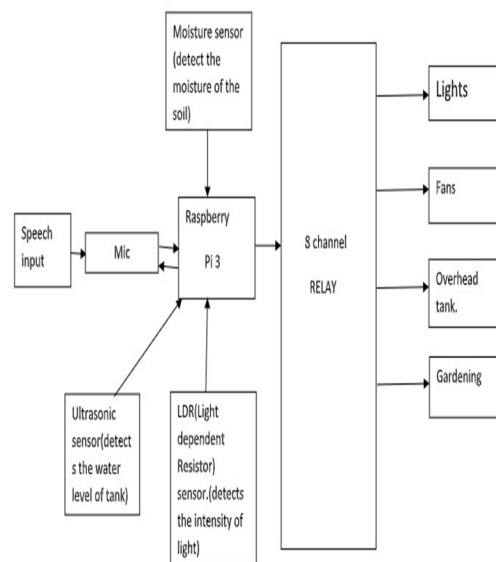 Moisture sensor
(detect the
moisture of the
soil)
Speech
input
Mic
Raspberry
Pi 3
8 channel
RELAY
Lights
Fans
Overhead
tank.
Gardening
Ultrasonic
sensor(detect
s the water
level of tank)
LDR(Light
dependent
Resistor)
sensor.(detects
the intensity of
light)